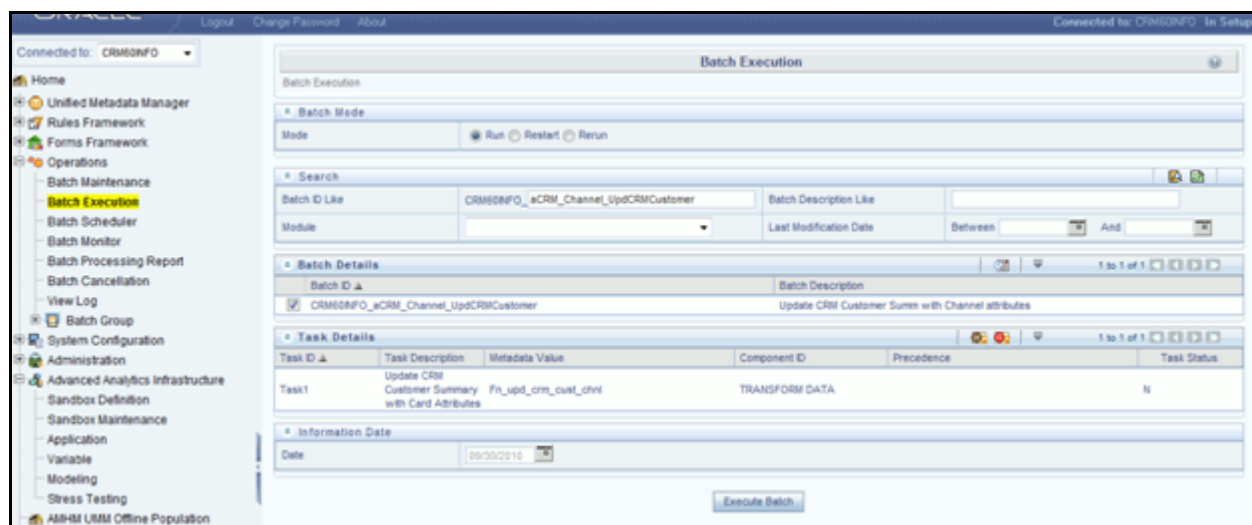 ORACLE Logout Change Password About Connected to: CRM60INFO In Setup
Connected to: CRM60INFO
Home
Unified Metadata Manager
Rules Framework
Forms Framework
Operations
Batch Maintenance
Batch Execution
Batch Scheduler
Batch Monitor
Batch Processing Report
Batch Cancellation
View Log
Batch Group
System Configuration
Administration
Advanced Analytics Infrastructure
Sandbox Definition
Sandbox Maintenance
Application
Variable
Modeling
Stress Testing
AMHM UMM Offline Population
Batch Execution
Batch Execution
Batch Mode
Mode Run Restart Rerun
Search
Batch ID Like CRM60INFO_ aCRM_Channel_UpdCRMCustomer Batch Description Like
Module Last Modification Date Between And
Batch Details 1 to 1 of 1
Batch ID Batch Description
CRM60INFO_aCRM_Channel_UpdCRMCustomer Update CRM Customer Summ with Channel attributes
Task Details 1 to 1 of 1
Task ID Task Description Metadata Value Component ID Precedence Task Status
Task1 Update CRM Customer Summary with Card Attributes Fn_upd_crm_cust_chnl TRANSFORM DATA N
Information Date
Date 09/30/2010
Execute Batch